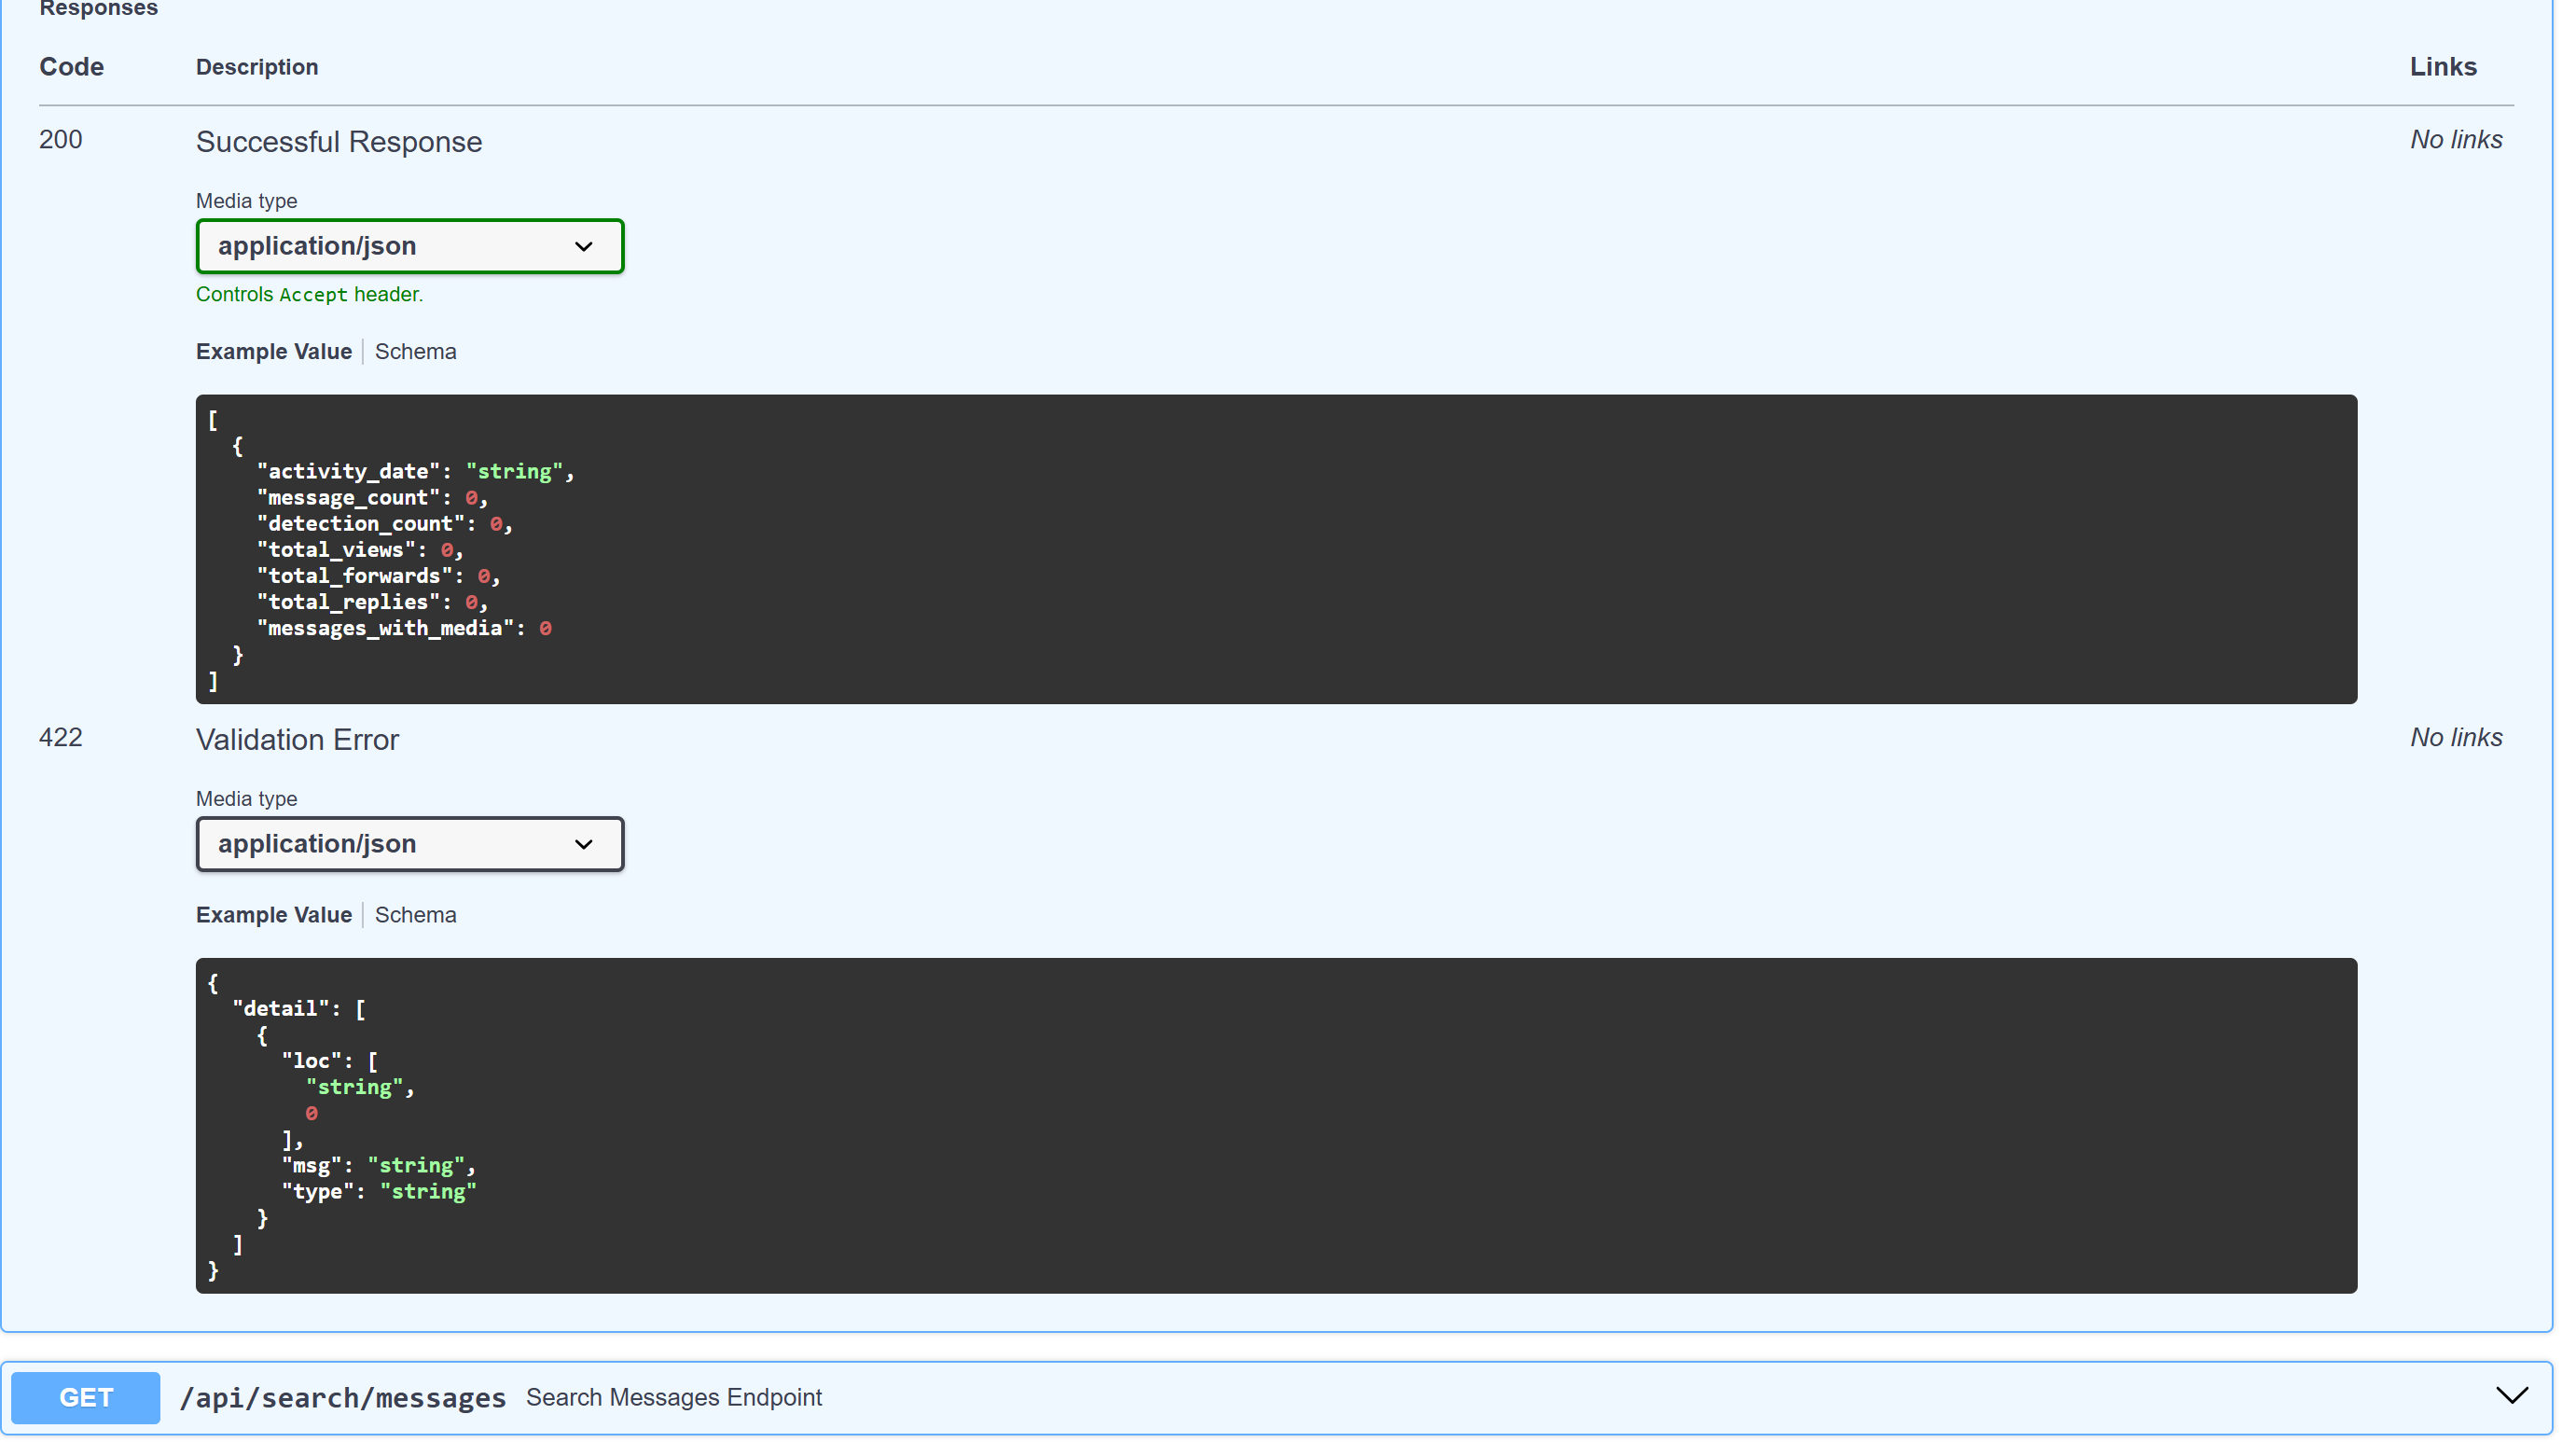 Responses
Code Description Links
200 Successful Response No links
Media type
application/json
Controls Accept header.
Example Value Schema
[
  {
    "activity_date": "string",
    "message_count": 0,
    "detection_count": 0,
    "total_views": 0,
    "total_forwards": 0,
    "total_replies": 0,
    "messages_with_media": 0
  }
]
422 Validation Error No links
Media type
application/json
Example Value Schema
{
  "detail": [
    {
      "loc": [
        "string",
        0
      ],
      "msg": "string",
      "type": "string"
    }
  ]
}
GET /api/search/messages Search Messages Endpoint